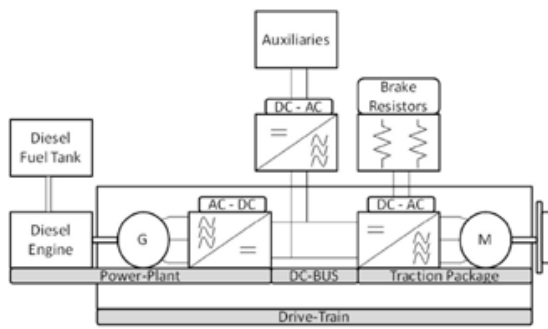 Auxiliaries
DC - AC
Brake
Resistors
Diesel
Fuel Tank
AC - DC
DC - AC
Diesel
Engine
G
M
Power-Plant
DC-BUS
Traction Package
Drive-Train